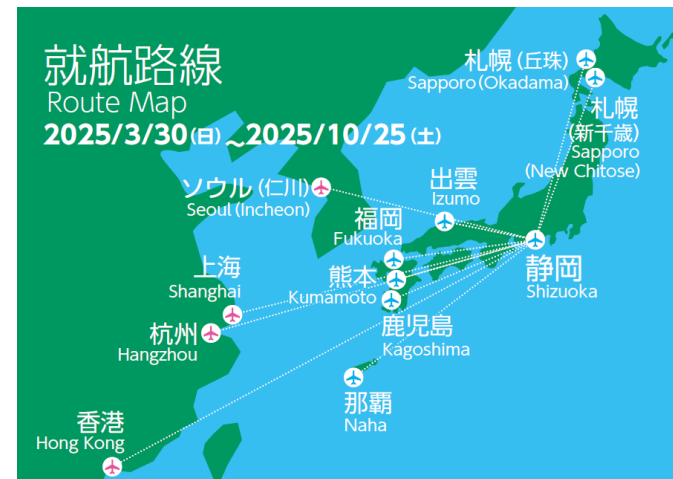 就航路線
Route Map
2025/3/30(日)~2025/10/25(土)
札幌(丘珠)
Sapporo(Okadama)
札幌
(新千歳)
Sapporo
(New Chitose)
ソウル(仁川)
Seoul(Incheon)
出雲
Izumo
福岡
Fukuoka
静岡
Shizuoka
上海
Shanghai
熊本
Kumamoto
鹿児島
Kagoshima
杭州
Hangzhou
那覇
Naha
香港
Hong Kong